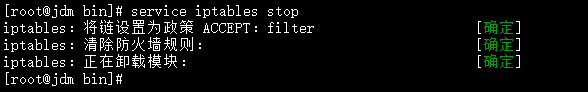 [root@jdm bin]# service iptables stop
iptables: 将链设置为政策 ACCEPT: filter [确定]
iptables: 清除防火墙规则: [确定]
iptables: 正在卸载模块: [确定]
[root@jdm bin]#